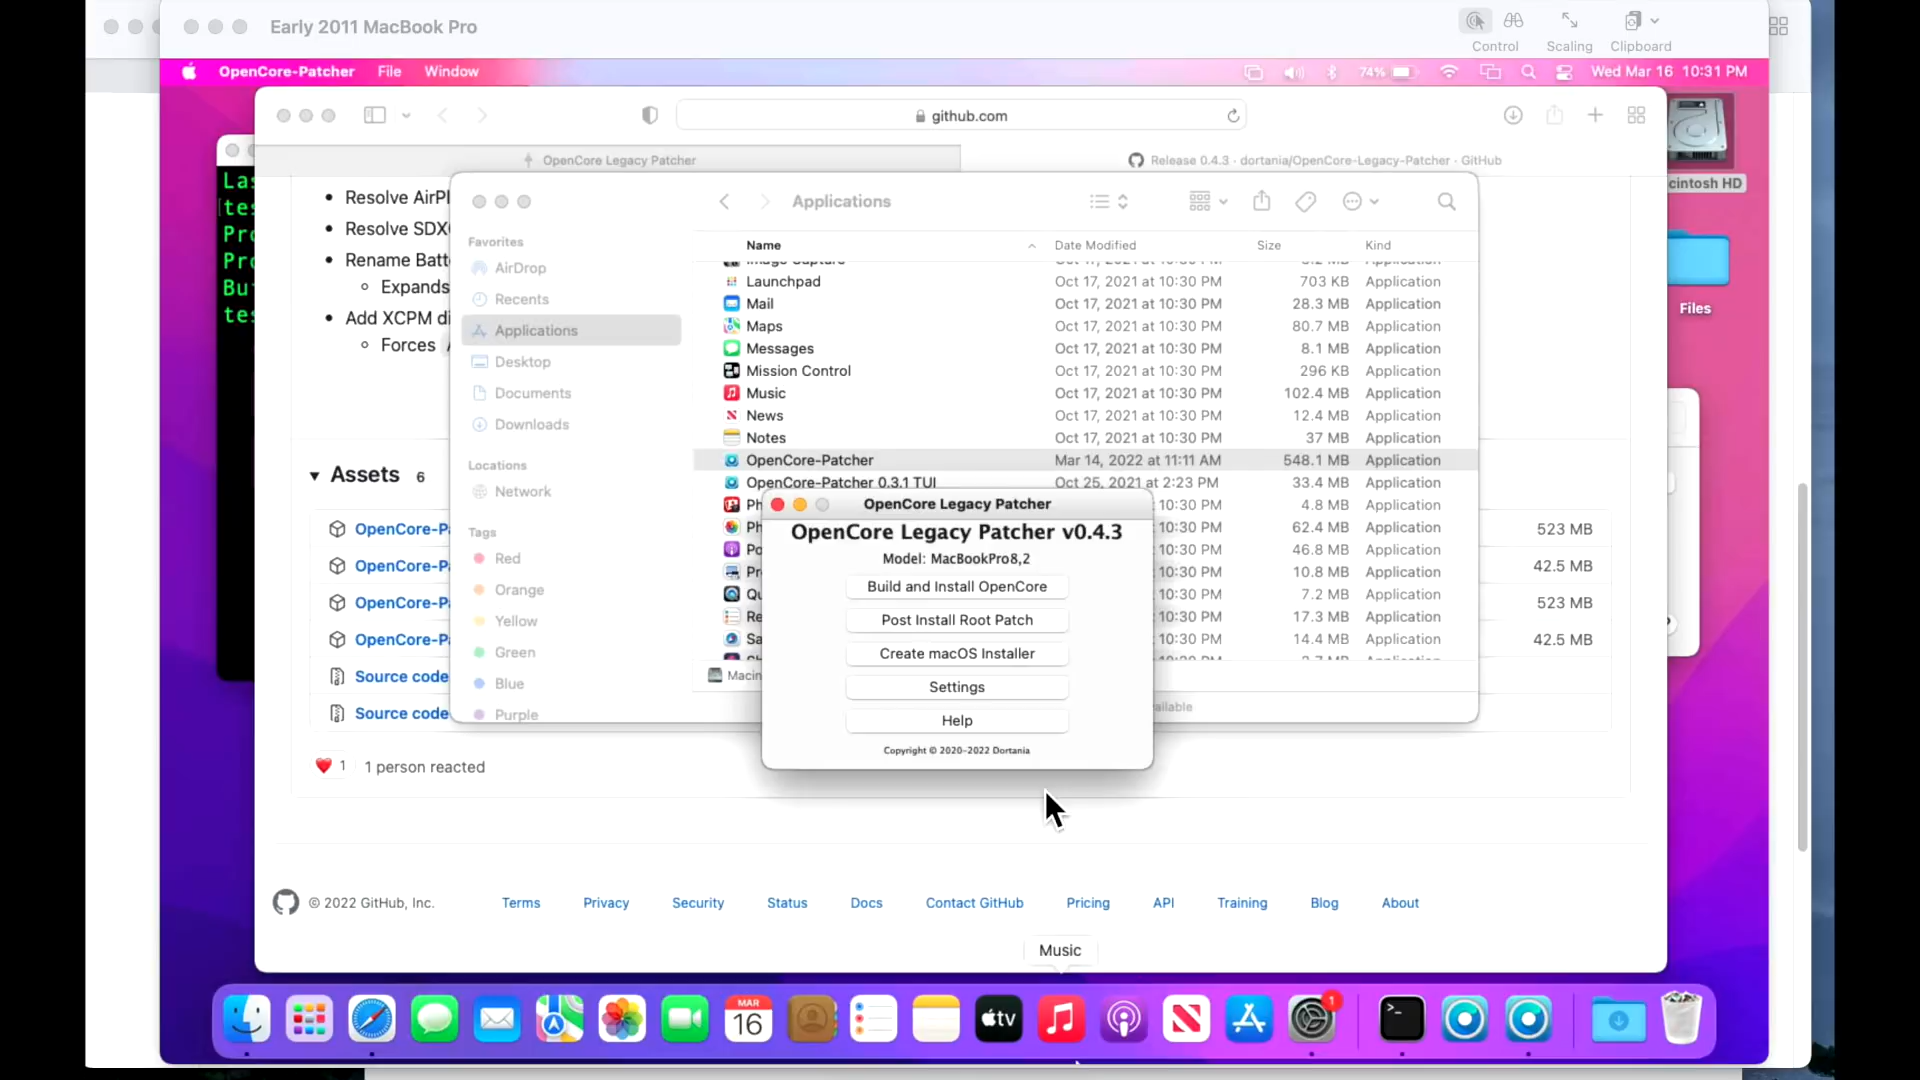 Early 2011 MacBook Pro
Control
Scaling
Clipboard
OpenCore-Patcher File Window
74%
Wed Mar 16 10:31 PM
github.com
OpenCore Legacy Patcher
Release 0.4.3 · dortania/OpenCore-Legacy-Patcher · GitHub
cintosh HD
Files
Resolve AirPl
Resolve SDX
Rename Batt
Expands
Add XCPM di
Forces
Assets 6
OpenCore-P
523 MB
OpenCore-P
42.5 MB
OpenCore-P
523 MB
OpenCore-P
42.5 MB
Source code
Source code
1
1 person reacted
Applications
Favorites
AirDrop
Recents
Applications
Desktop
Documents
Downloads
Locations
Network
Tags
Red
Orange
Yellow
Green
Blue
Purple
Name Date Modified Size Kind
Launchpad Oct 17, 2021 at 10:30 PM 703 KB Application
Mail Oct 17, 2021 at 10:30 PM 28.3 MB Application
Maps Oct 17, 2021 at 10:30 PM 80.7 MB Application
Messages Oct 17, 2021 at 10:30 PM 8.1 MB Application
Mission Control Oct 17, 2021 at 10:30 PM 296 KB Application
Music Oct 17, 2021 at 10:30 PM 102.4 MB Application
News Oct 17, 2021 at 10:30 PM 12.4 MB Application
Notes Oct 17, 2021 at 10:30 PM 37 MB Application
OpenCore-Patcher Mar 14, 2022 at 11:11 AM 548.1 MB Application
OpenCore-Patcher 0.3.1 TUI Oct 25, 2021 at 2:23 PM 33.4 MB Application
Ph 10:30 PM 4.8 MB Application
Ph 10:30 PM 62.4 MB Application
Po 10:30 PM 46.8 MB Application
Pr 10:30 PM 10.8 MB Application
Qu 10:30 PM 7.2 MB Application
Re 10:30 PM 17.3 MB Application
Sa 10:30 PM 14.4 MB Application
Macin
ailable
OpenCore Legacy Patcher
OpenCore Legacy Patcher v0.4.3
Model: MacBookPro8,2
Build and Install OpenCore
Post Install Root Patch
Create macOS Installer
Settings
Help
Copyright © 2020-2022 Dortania
© 2022 GitHub, Inc.
Terms
Privacy
Security
Status
Docs
Contact GitHub
Pricing
API
Training
Blog
About
Music
MAR
16
tv
1